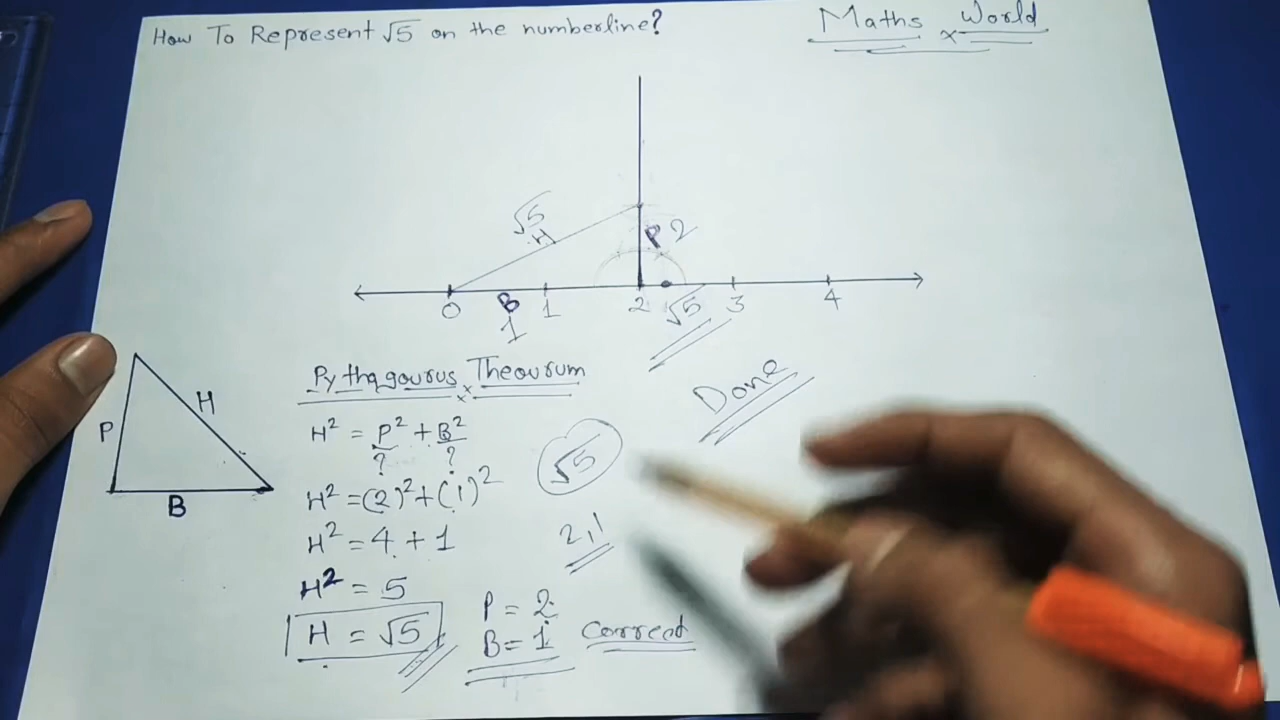 How To Represent √5 on the numberline?
Maths × World
√5
H
P 2
0 B 1 2 √5 3 4
1
Done
Pythagourus × Theourum
H
P
B
H² = P² + B²
? ?
√5
H² = (2)² + (1)²
H² = 4 + 1
2,1
H² = 5
H = √5
P = 2
B = 1
Correct